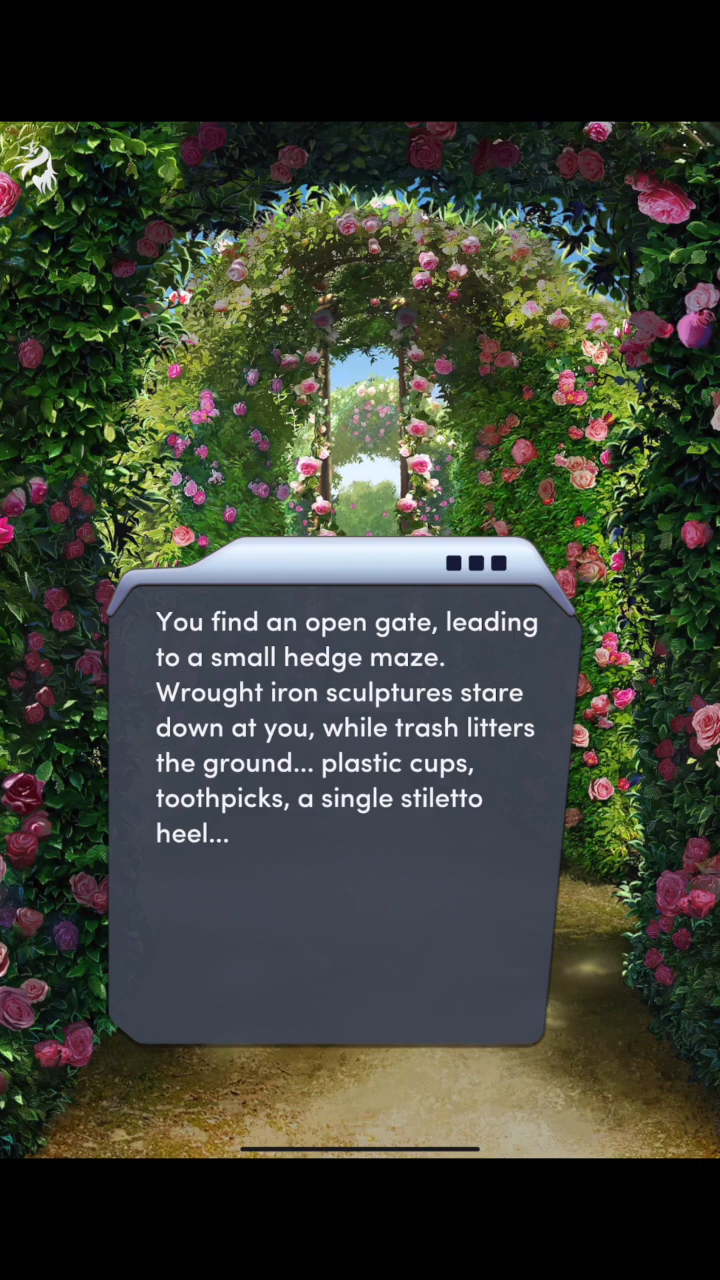 You find an open gate, leading
to a small hedge maze.
Wrought iron sculptures stare
down at you, while trash litters
the ground... plastic cups,
toothpicks, a single stiletto
heel...